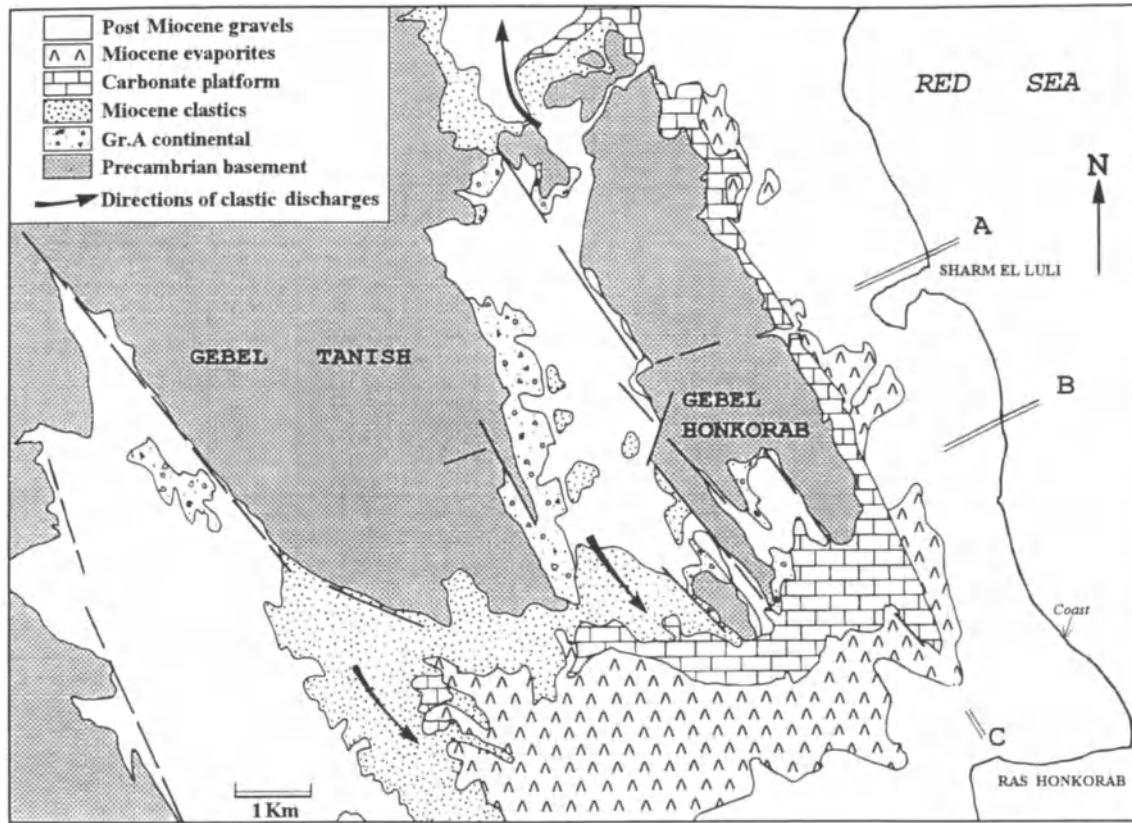 Post Miocene gravels
Miocene evaporites
Carbonate platform
Miocene clastics
Gr.A continental
Precambrian basement
Directions of clastic discharges
RED SEA
N
A
SHARM EL LULI
GEBEL TANISH
B
GEBEL
HONKORAB
Coast
C
RAS HONKORAB
1 Km